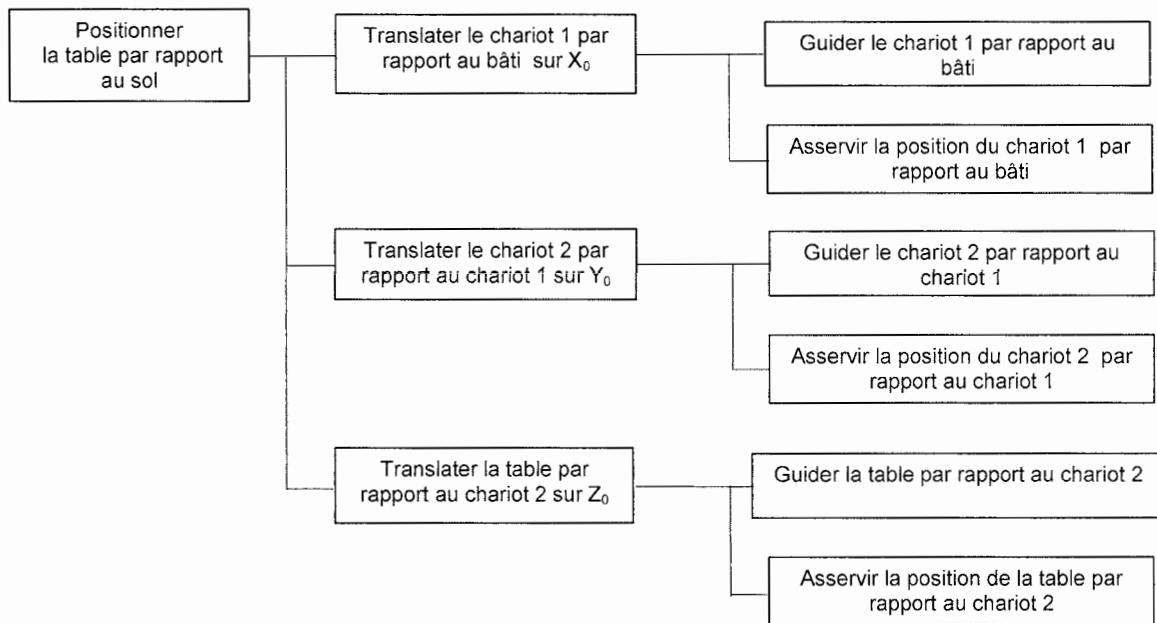 Positionner
la table par rapport
au sol
Translater le chariot 1 par
rapport au bâti sur X₀
Guider le chariot 1 par rapport au
bâti
Asservir la position du chariot 1 par
rapport au bâti
Translater le chariot 2 par
rapport au chariot 1 sur Y₀
Guider le chariot 2 par rapport au
chariot 1
Asservir la position du chariot 2 par
rapport au chariot 1
Translater la table par
rapport au chariot 2 sur Z₀
Guider la table par rapport au chariot 2
Asservir la position de la table par
rapport au chariot 2